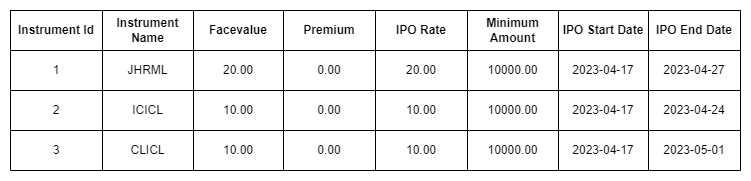 Instrument Id Instrument Name Facevalue Premium IPO Rate Minimum Amount IPO Start Date IPO End Date
1 JHRML 20.00 0.00 20.00 10000.00 2023-04-17 2023-04-27
2 ICICL 10.00 0.00 10.00 10000.00 2023-04-17 2023-04-24
3 CLICL 10.00 0.00 10.00 10000.00 2023-04-17 2023-05-01